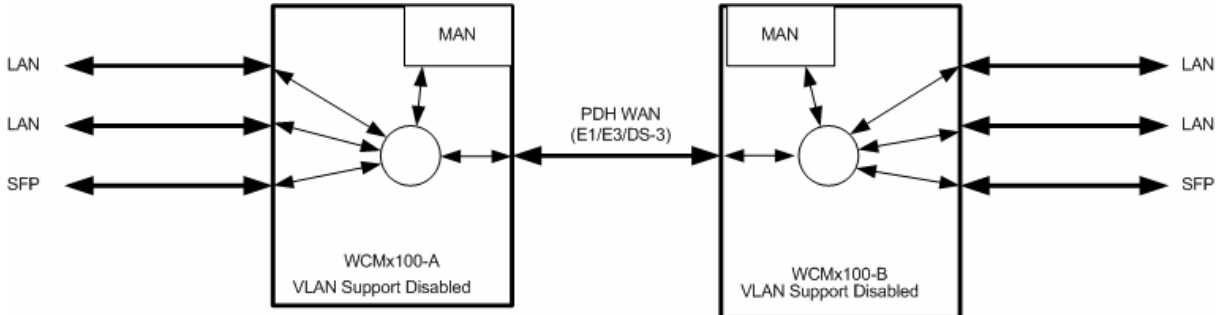 MAN
MAN
LAN
LAN
LAN
LAN
SFP
SFP
PDH WAN
(E1/E3/DS-3)
WCMx100-A
VLAN Support Disabled
WCMx100-B
VLAN Support Disabled